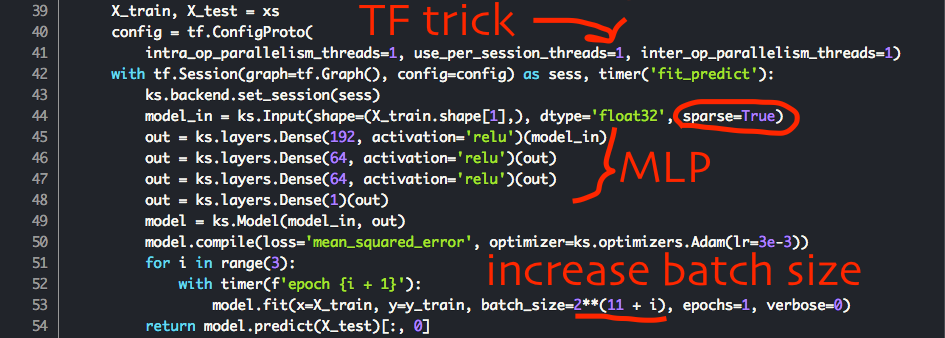 TF trick
39 X_train, X_test = xs
40 config = tf.ConfigProto(
41 intra_op_parallelism_threads=1, use_per_session_threads=1, inter_op_parallelism_threads=1)
42 with tf.Session(graph=tf.Graph(), config=config) as sess, timer('fit_predict'):
43 ks.backend.set_session(sess)
44 model_in = ks.Input(shape=(X_train.shape[1],), dtype='float32', sparse=True)
45 out = ks.layers.Dense(192, activation='relu')(model_in)
46 out = ks.layers.Dense(64, activation='relu')(out)
MLP
47 out = ks.layers.Dense(64, activation='relu')(out)
48 out = ks.layers.Dense(1)(out)
49 model = ks.Model(model_in, out)
50 model.compile(loss='mean_squared_error', optimizer=ks.optimizers.Adam(lr=3e-3))
51 for i in range(3):
increase batch size
52 with timer(f'epoch {i + 1}'):
53 model.fit(x=X_train, y=y_train, batch_size=2**(11 + i), epochs=1, verbose=0)
54 return model.predict(X_test)[:, 0]